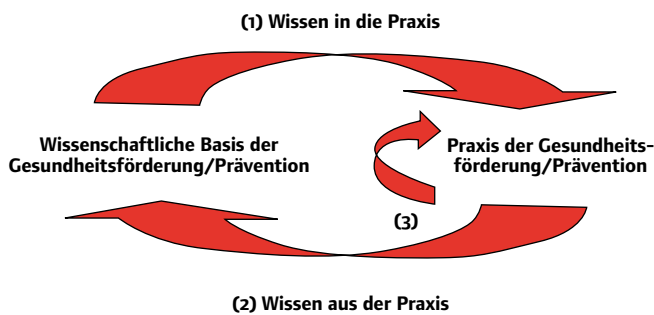 (1) Wissen in die Praxis
Wissenschaftliche Basis der
Gesundheitsförderung/Prävention
Praxis der Gesundheits-
förderung/Prävention
(3)
(2) Wissen aus der Praxis